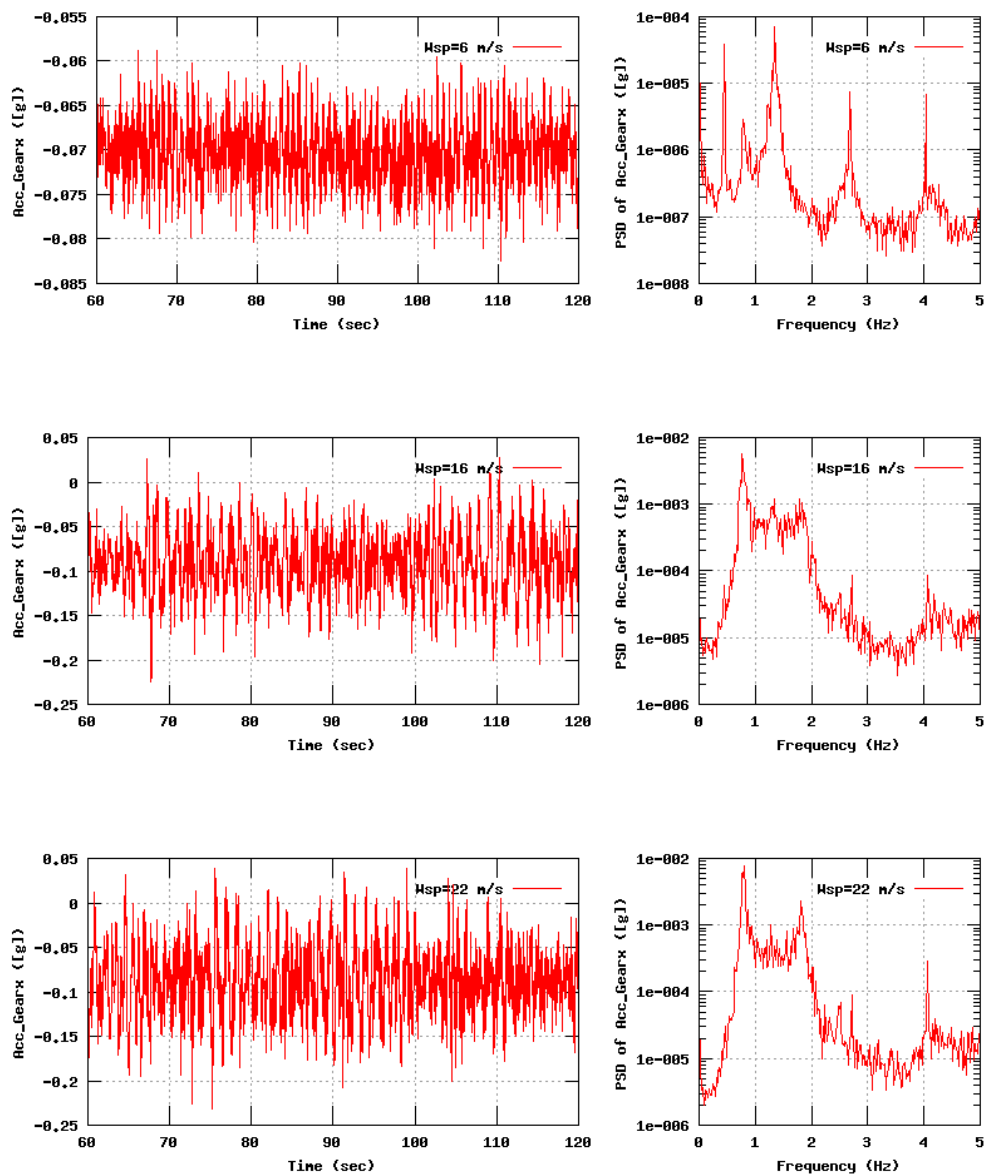 -0.055
-0.06
-0.065
-0.07
-0.075
-0.08
-0.085
Acc_Gearx ([g]
Wsp=6 m/s
60 70 80 90 100 110 120
Time (sec)
1e-004
1e-005
1e-006
1e-007
1e-008
PSD of Acc_Gearx ([g]
Wsp=6 m/s
0 1 2 3 4 5
Frequency (Hz)
0.05
0
-0.05
-0.1
-0.15
-0.2
-0.25
Acc_Gearx ([g]
Wsp=16 m/s
60 70 80 90 100 110 120
Time (sec)
1e-002
1e-003
1e-004
1e-005
1e-006
PSD of Acc_Gearx ([g]
Wsp=16 m/s
0 1 2 3 4 5
Frequency (Hz)
0.05
0
-0.05
-0.1
-0.15
-0.2
-0.25
Acc_Gearx ([g]
Wsp=22 m/s
60 70 80 90 100 110 120
Time (sec)
1e-002
1e-003
1e-004
1e-005
1e-006
PSD of Acc_Gearx ([g]
Wsp=22 m/s
0 1 2 3 4 5
Frequency (Hz)